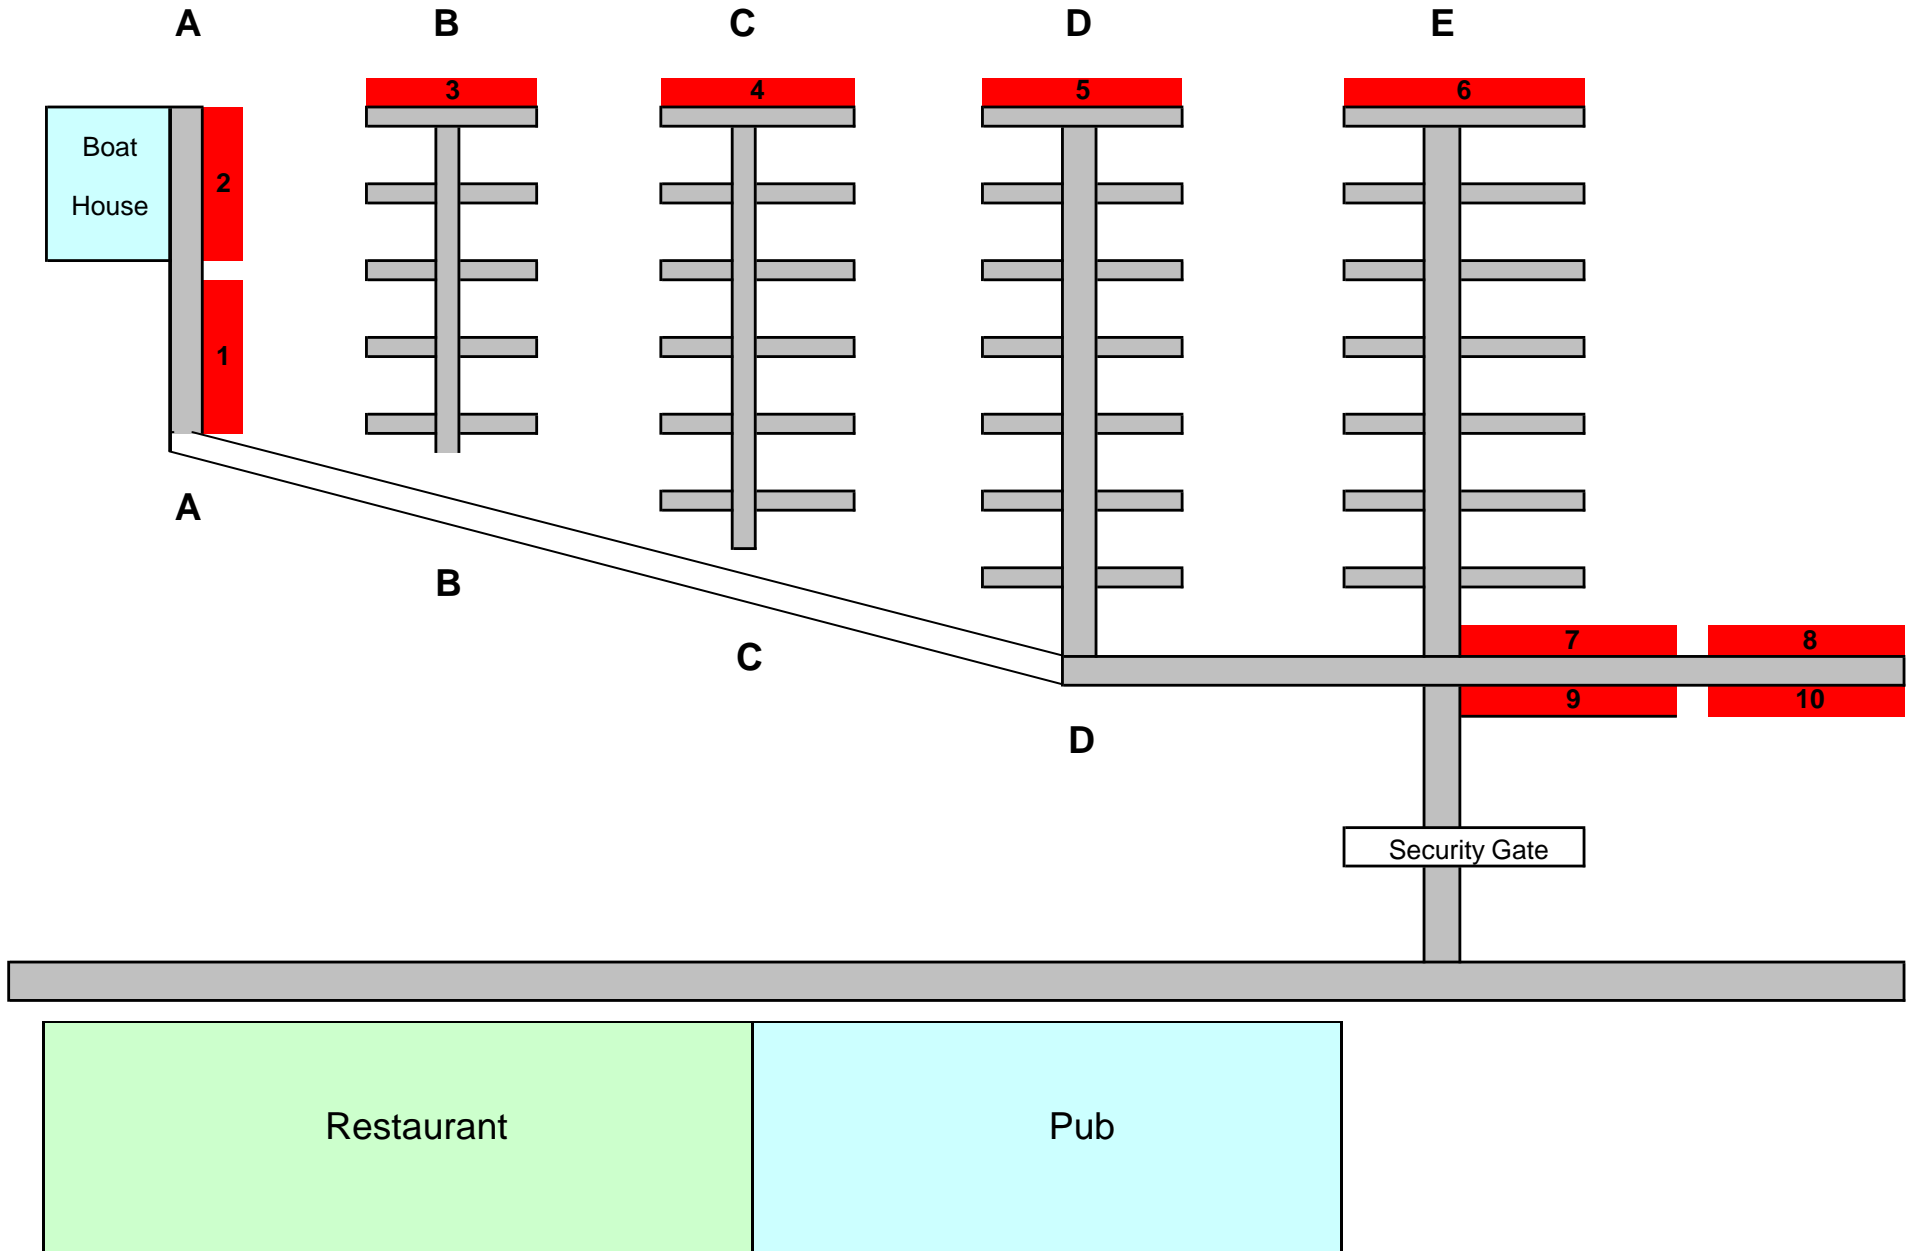 A B C D E
3 4 5 6
Boat
2
House
1
A
B
7 8
C
9 10
D
Security Gate
Restaurant Pub